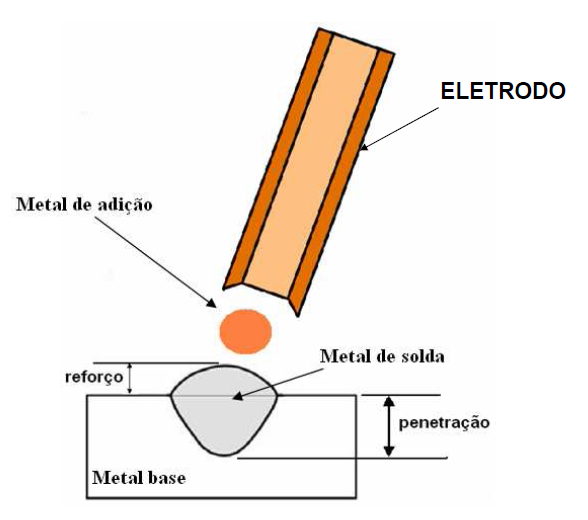 ELETRODO
Metal de adição
Metal de solda
reforço
penetração
Metal base